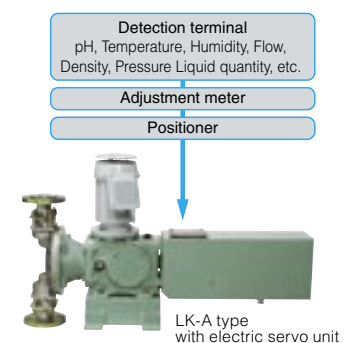 Detection terminal
pH, Temperature, Humidity, Flow,
Density, Pressure Liquid quantity, etc.
Adjustment meter
Positioner
LK-A type
with electric servo unit